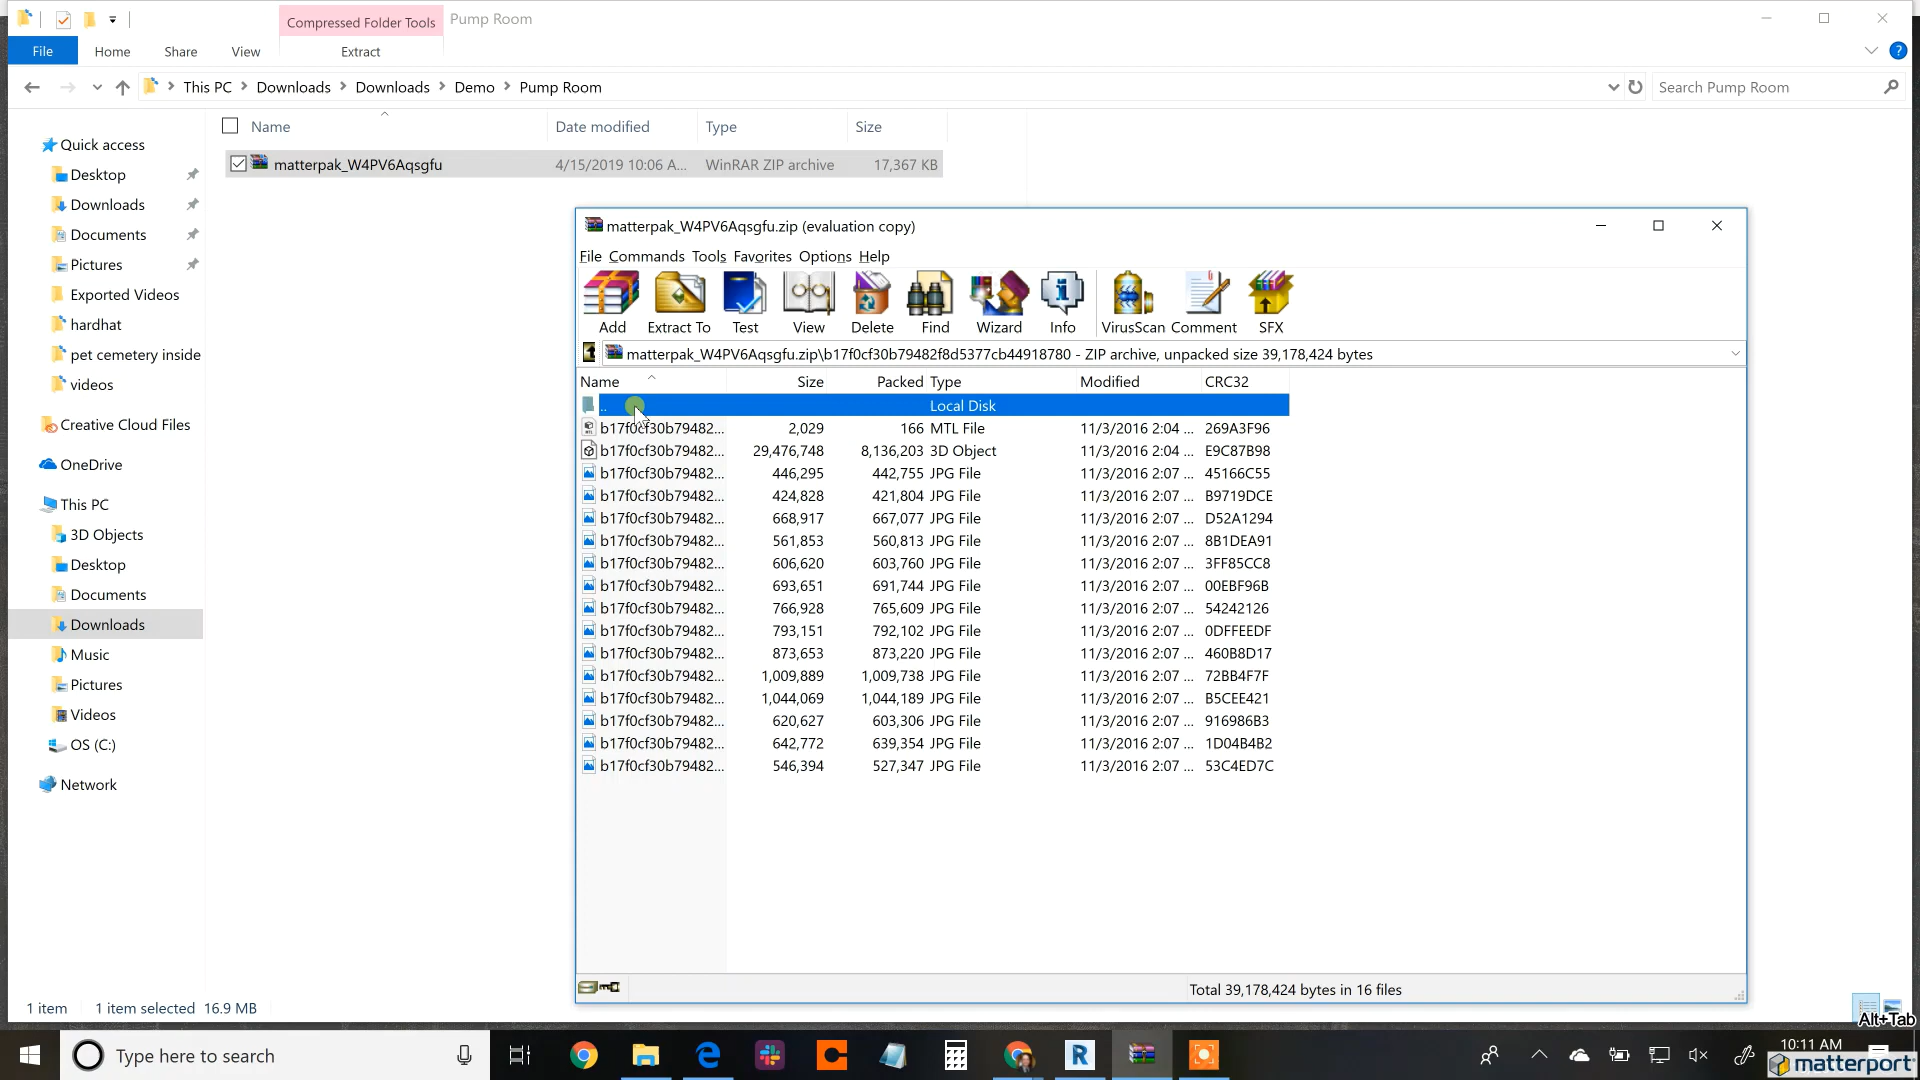 Compressed Folder Tools
Pump Room
File
Home
Share
View
Extract
This PC
Downloads
Downloads
Demo
Pump Room
Search Pump Room
Name
Date modified
Type
Size
matterpak_W4PV6Aqsgfu
4/15/2019 10:06 A...
WinRAR ZIP archive
17,367 KB
Quick access
Desktop
Downloads
Documents
Pictures
Exported Videos
hardhat
pet cemetery inside
videos
Creative Cloud Files
OneDrive
This PC
3D Objects
Desktop
Documents
Downloads
Music
Pictures
Videos
OS (C:)
Network
matterpak_W4PV6Aqsgfu.zip (evaluation copy)
File Commands Tools Favorites Options Help
Add Extract To Test View Delete Find Wizard Info VirusScan Comment SFX
matterpak_W4PV6Aqsgfu.zip\b17f0cf30b79482f8d5377cb44918780 - ZIP archive, unpacked size 39,178,424 bytes
Name Size Packed Type Modified CRC32
.. Local Disk
b17f0cf30b79482... 2,029 166 MTL File 11/3/2016 2:04 ... 269A3F96
b17f0cf30b79482... 29,476,748 8,136,203 3D Object 11/3/2016 2:04 ... E9C87B98
b17f0cf30b79482... 446,295 442,755 JPG File 11/3/2016 2:07 ... 45166C55
b17f0cf30b79482... 424,828 421,804 JPG File 11/3/2016 2:07 ... B9719DCE
b17f0cf30b79482... 668,917 667,077 JPG File 11/3/2016 2:07 ... D52A1294
b17f0cf30b79482... 561,853 560,813 JPG File 11/3/2016 2:07 ... 8B1DEA91
b17f0cf30b79482... 606,620 603,760 JPG File 11/3/2016 2:07 ... 3FF85CC8
b17f0cf30b79482... 693,651 691,744 JPG File 11/3/2016 2:07 ... 00EBF96B
b17f0cf30b79482... 766,928 765,609 JPG File 11/3/2016 2:07 ... 54242126
b17f0cf30b79482... 793,151 792,102 JPG File 11/3/2016 2:07 ... 0DFFEEDF
b17f0cf30b79482... 873,653 873,220 JPG File 11/3/2016 2:07 ... 460B8D17
b17f0cf30b79482... 1,009,889 1,009,738 JPG File 11/3/2016 2:07 ... 72BB4F7F
b17f0cf30b79482... 1,044,069 1,044,189 JPG File 11/3/2016 2:07 ... B5CEE421
b17f0cf30b79482... 620,627 603,306 JPG File 11/3/2016 2:07 ... 916986B3
b17f0cf30b79482... 642,772 639,354 JPG File 11/3/2016 2:07 ... 1D04B4B2
b17f0cf30b79482... 546,394 527,347 JPG File 11/3/2016 2:07 ... 53C4ED7C
Total 39,178,424 bytes in 16 files
1 item 1 item selected 16.9 MB
Alt+Tab
Type here to search
10:11 AM
matterport